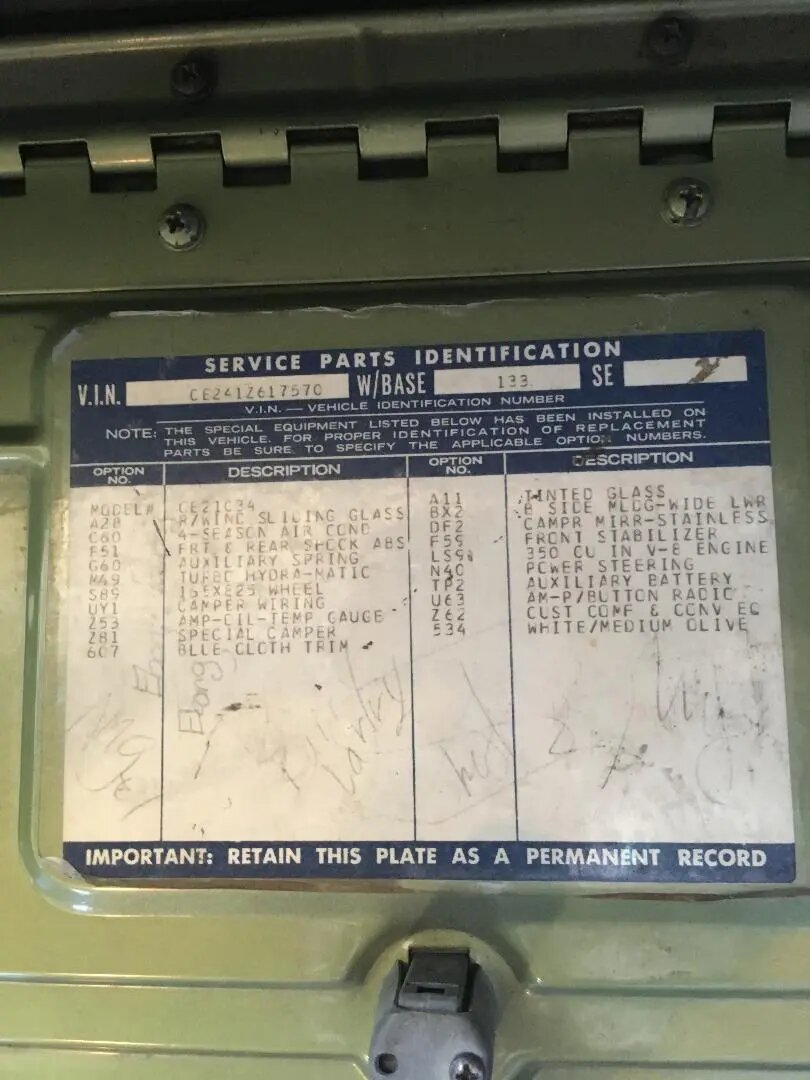 SERVICE PARTS IDENTIFICATION
V.I.N. CE241Z617570 W/BASE 133 SE
V.I.N. — VEHICLE IDENTIFICATION NUMBER
NOTE: THE SPECIAL EQUIPMENT LISTED BELOW HAS BEEN INSTALLED ON
THIS VEHICLE. FOR PROPER IDENTIFICATION OF REPLACEMENT
PARTS BE SURE TO SPECIFY THE APPLICABLE OPTION NUMBERS.
OPTION NO. DESCRIPTION
MODEL# CE21034
A28 R/WIND SLIDING GLASS
C60 4-SEASON AIR COND
F51 FRT & REAR SHOCK ABS
G60 AUXILIARY SPRING
M49 TURBO HYDRA-MATIC
S89 WHEEL
UY1 CAMPER WIRING
Z53 AMP-OIL-TEMP GAUGE
Z81 SPECIAL CAMPER
607 BLUE CLOTH TRIM
OPTION NO. DESCRIPTION
A11 TINTED GLASS
BX2 B SIDE MLDG-WIDE LWR
DF2 CAMPR MIRR-STAINLESS
F59 FRONT STABILIZER
LS9 350 CU IN V-8 ENGINE
N40 POWER STEERING
TP2 AUXILIARY BATTERY
U63 AM-P/BUTTON RADIO
Z62 CUST COMF & CONV EQ
534 WHITE/MEDIUM OLIVE
Elong
Larry
IMPORTANT: RETAIN THIS PLATE AS A PERMANENT RECORD